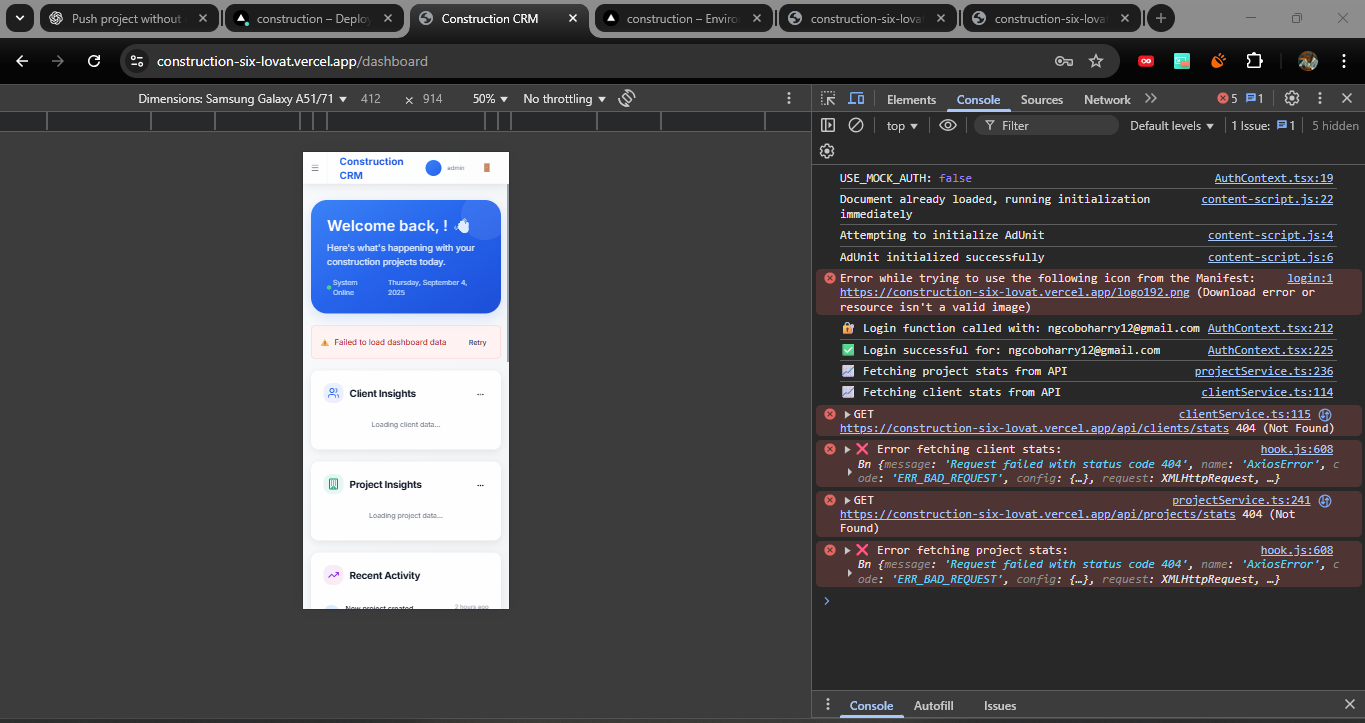 Push project without
construction – Deplo
Construction CRM
construction – Enviro
construction-six-lova
construction-six-lova
construction-six-lovat.vercel.app/dashboard
Dimensions: Samsung Galaxy A51/71 412 × 914 50% No throttling
Construction CRM
admin
Welcome back, ! 👋
Here's what's happening with your
construction projects today.
System Online
Thursday, September 4, 2025
⚠️ Failed to load dashboard data Retry
Client Insights ...
Loading client data...
Project Insights ...
Loading project data...
Recent Activity
New project created 2 hours ago
Elements Console Sources Network 5 1
top Filter Default levels 1 Issue: 1 5 hidden
USE_MOCK_AUTH: false AuthContext.tsx:19
Document already loaded, running initialization content-script.js:22
immediately
Attempting to initialize AdUnit content-script.js:4
AdUnit initialized successfully content-script.js:6
Error while trying to use the following icon from the Manifest: login:1
https://construction-six-lovat.vercel.app/logo192.png (Download error or
resource isn't a valid image)
🔐 Login function called with: ngcoboharry12@gmail.com AuthContext.tsx:212
✅ Login successful for: ngcoboharry12@gmail.com AuthContext.tsx:225
📈 Fetching project stats from API projectService.ts:236
📈 Fetching client stats from API clientService.ts:114
GET clientService.ts:115
https://construction-six-lovat.vercel.app/api/clients/stats 404 (Not Found)
❌ Error fetching client stats: hook.js:608
Bn {message: 'Request failed with status code 404', name: 'AxiosError', c
ode: 'ERR_BAD_REQUEST', config: {…}, request: XMLHttpRequest, …}
GET projectService.ts:241
https://construction-six-lovat.vercel.app/api/projects/stats 404 (Not
Found)
❌ Error fetching project stats: hook.js:608
Bn {message: 'Request failed with status code 404', name: 'AxiosError', c
ode: 'ERR_BAD_REQUEST', config: {…}, request: XMLHttpRequest, …}
Console Autofill Issues